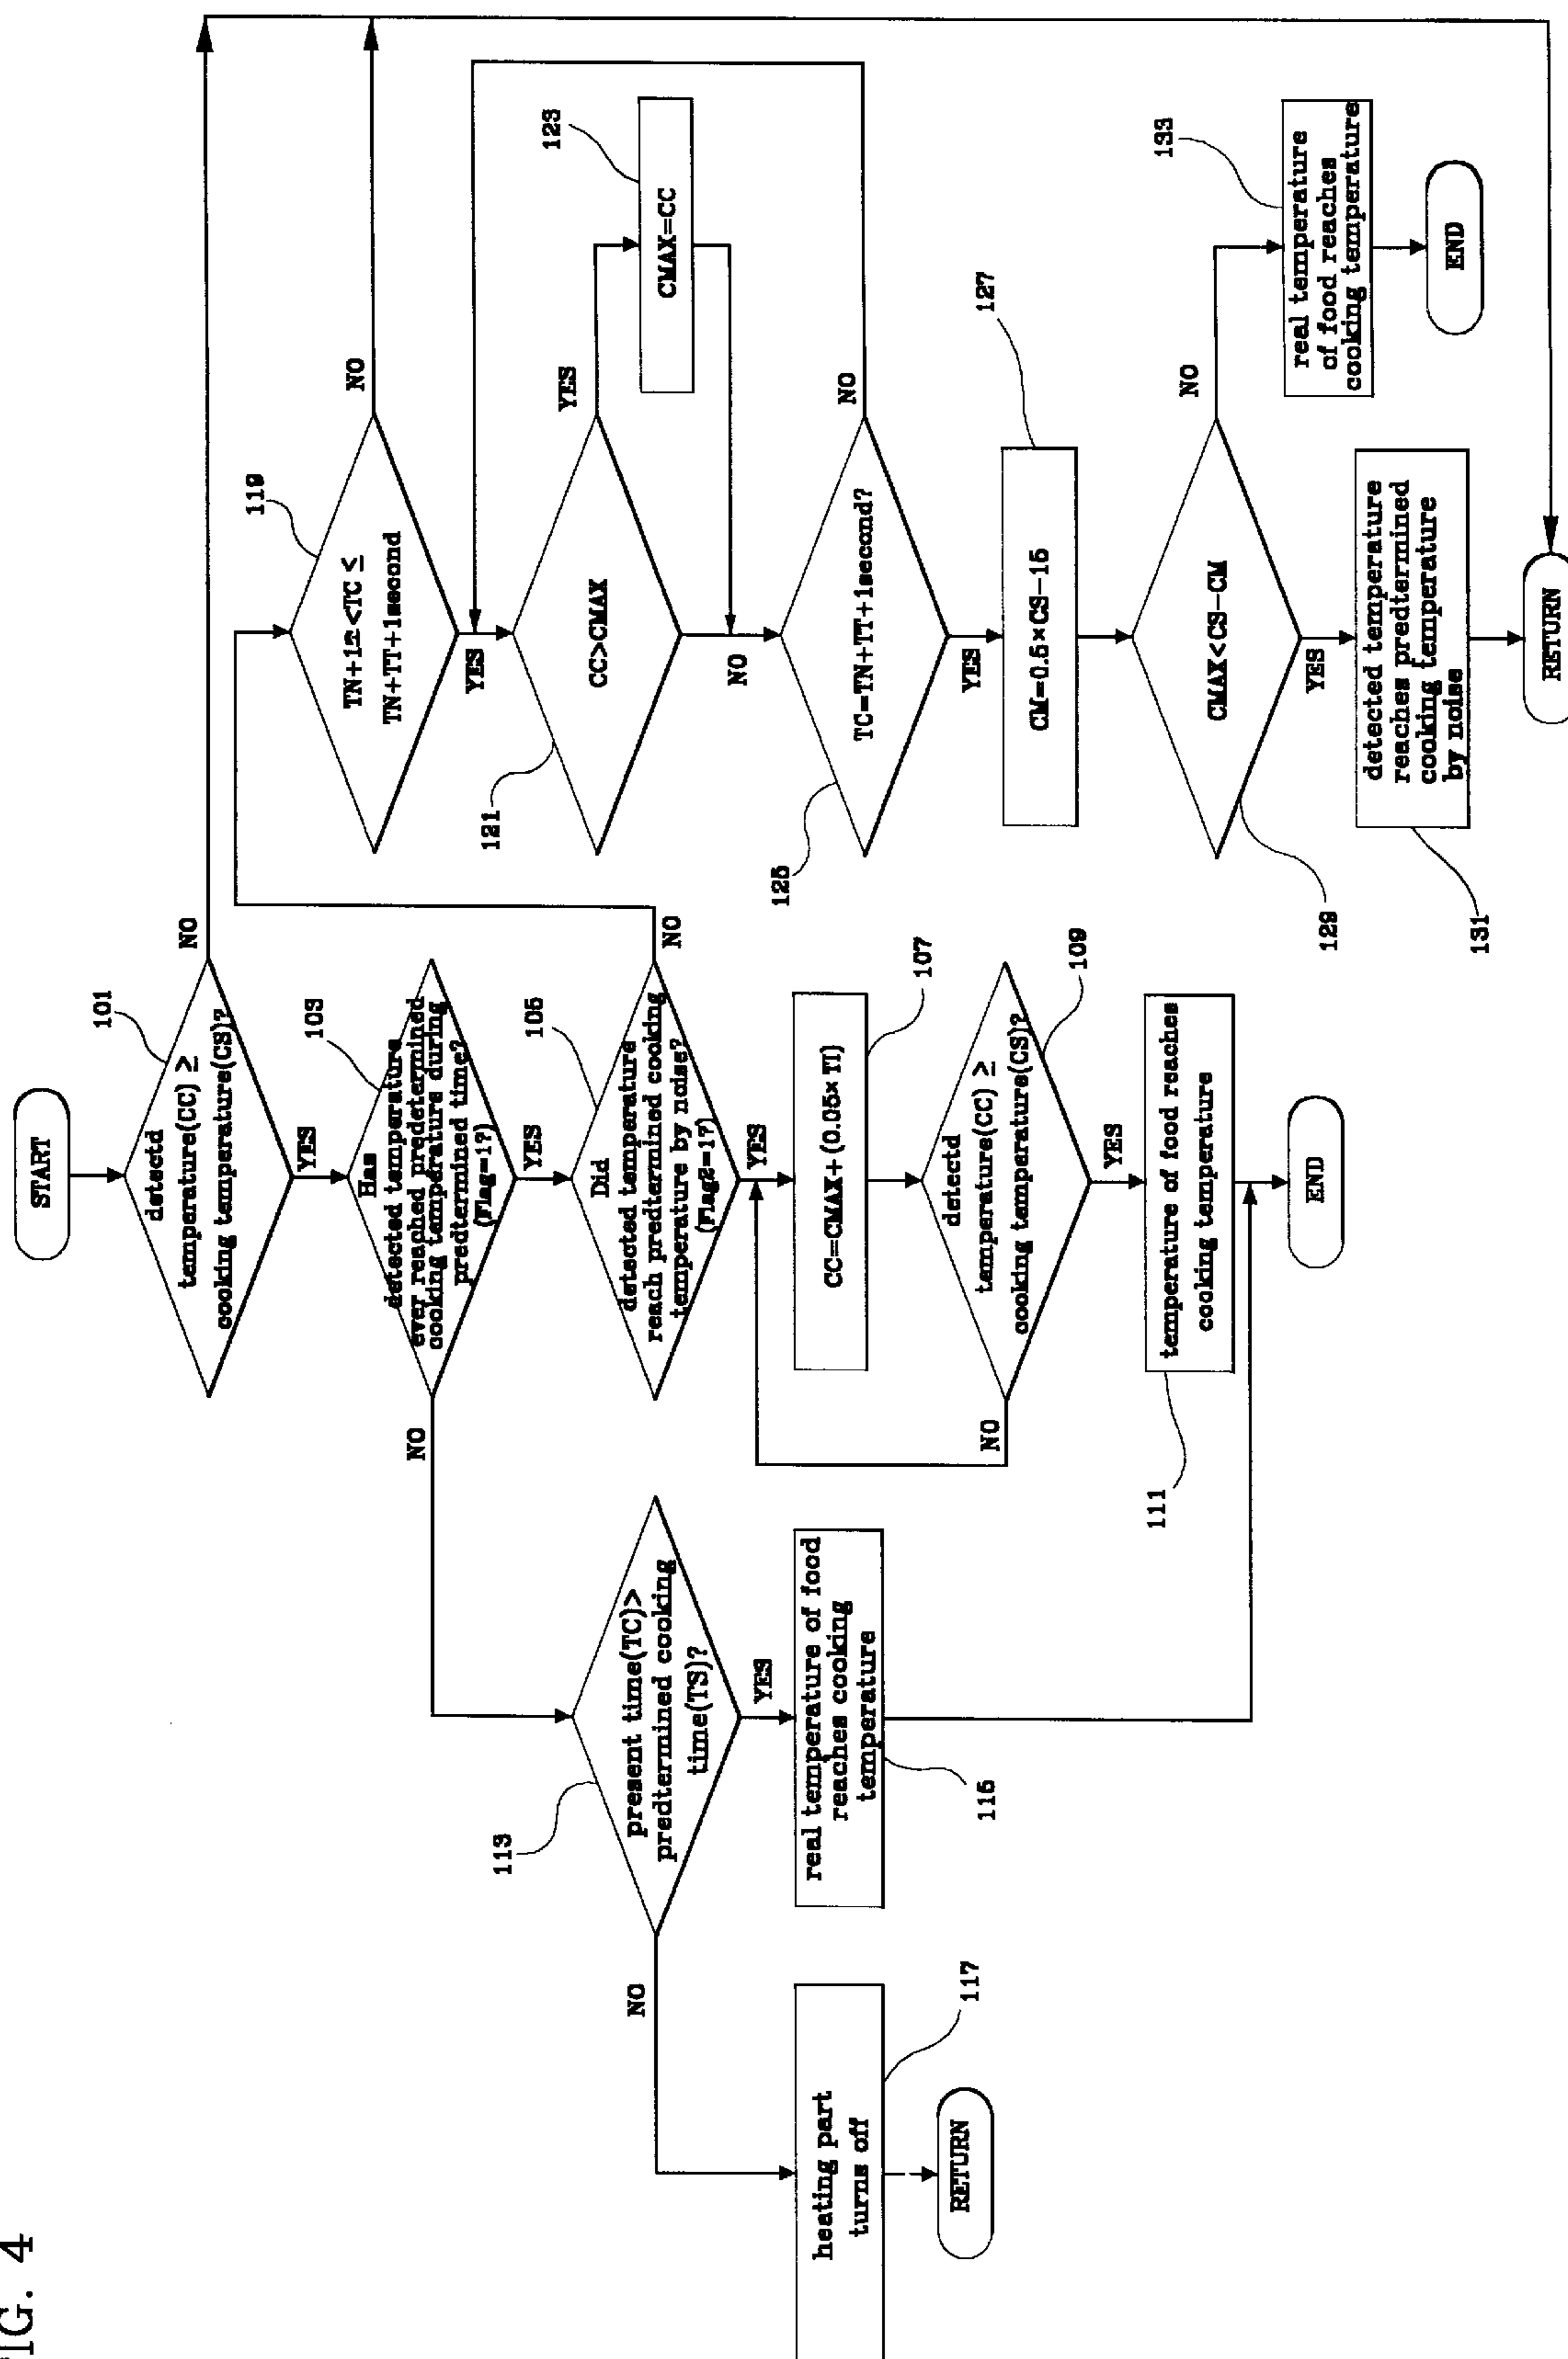 FIG. 4
START
101
detectd
temperature(CC) ≥
cooking temperature(CS)?
NO
YES
103
Has
detected temperature
ever reached predetermined
cooking temperature during
predtermined time?
(Flag=1?)
NO
YES
105
Did
detected temperature
reach predtermined cooking
temperature by noise?
(Flag2=1?)
NO
YES
107
CC=CMAX+(0.05×TI)
109
detectd
temperature(CC) ≥
cooking temperature(CS)?
NO
YES
111
temperature of food reaches
cooking temperature
END
113
present time(TC)>
predtermined cooking
time(TS)?
NO
YES
115
real temperature of food
reaches cooking
temperature
117
heating part
turns off
RETURN
119
<TC ≤
TN+TT+1second
NO
YES
121
CC>CMAX
YES
NO
123
CMAX=CC
125
TC=TN+TT+1second?
NO
YES
127
CM=0.5×CS-15
129
CMAX<CS-CM
NO
YES
131
detected temperature
reaches predtermined
cooking temperature
by noise
RETURN
133
real temperature
of food reaches
cooking temperature
END